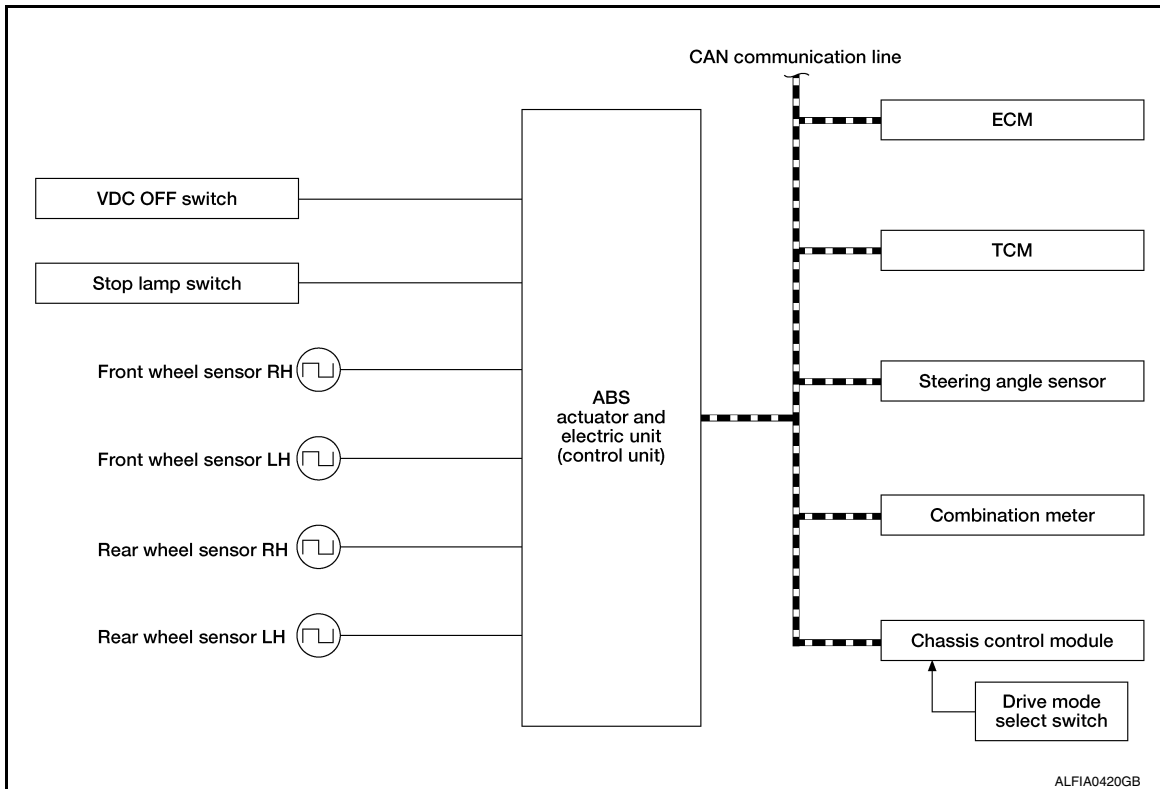 CAN communication line
VDC OFF switch
Stop lamp switch
Front wheel sensor RH
Front wheel sensor LH
Rear wheel sensor RH
Rear wheel sensor LH
ABS
actuator and
electric unit
(control unit)
ECM
TCM
Steering angle sensor
Combination meter
Chassis control module
Drive mode
select switch
ALFIA0420GB